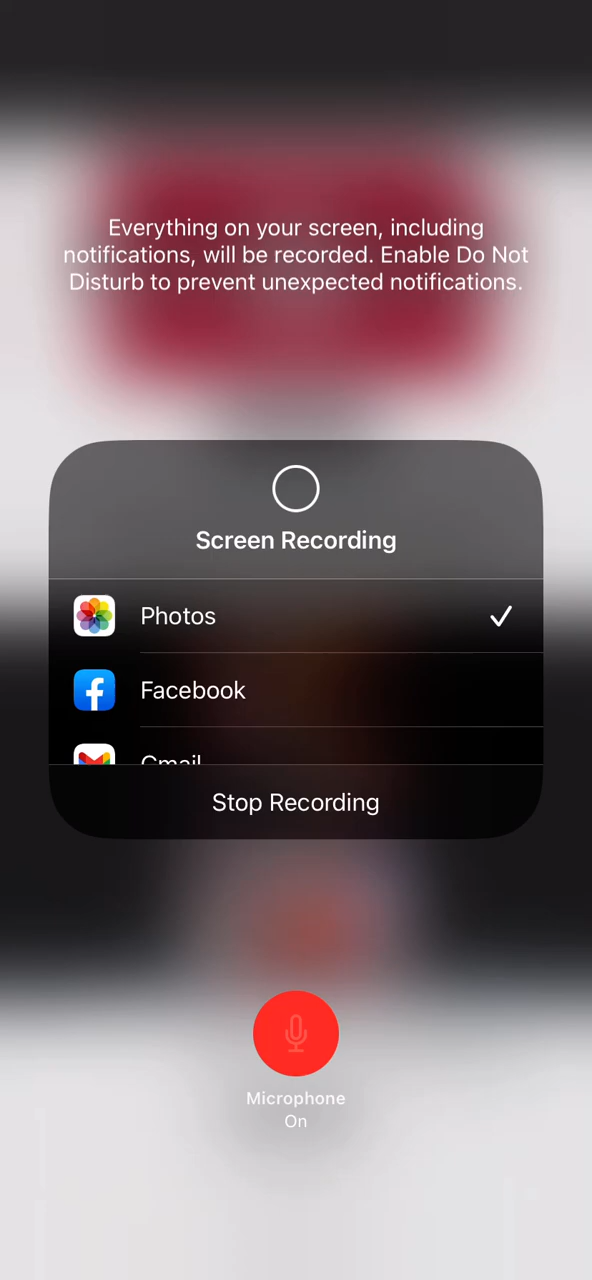 Everything on your screen, including
notifications, will be recorded. Enable Do Not
Disturb to prevent unexpected notifications.
Screen Recording
Photos
Facebook
Gmail
Stop Recording
Microphone
On